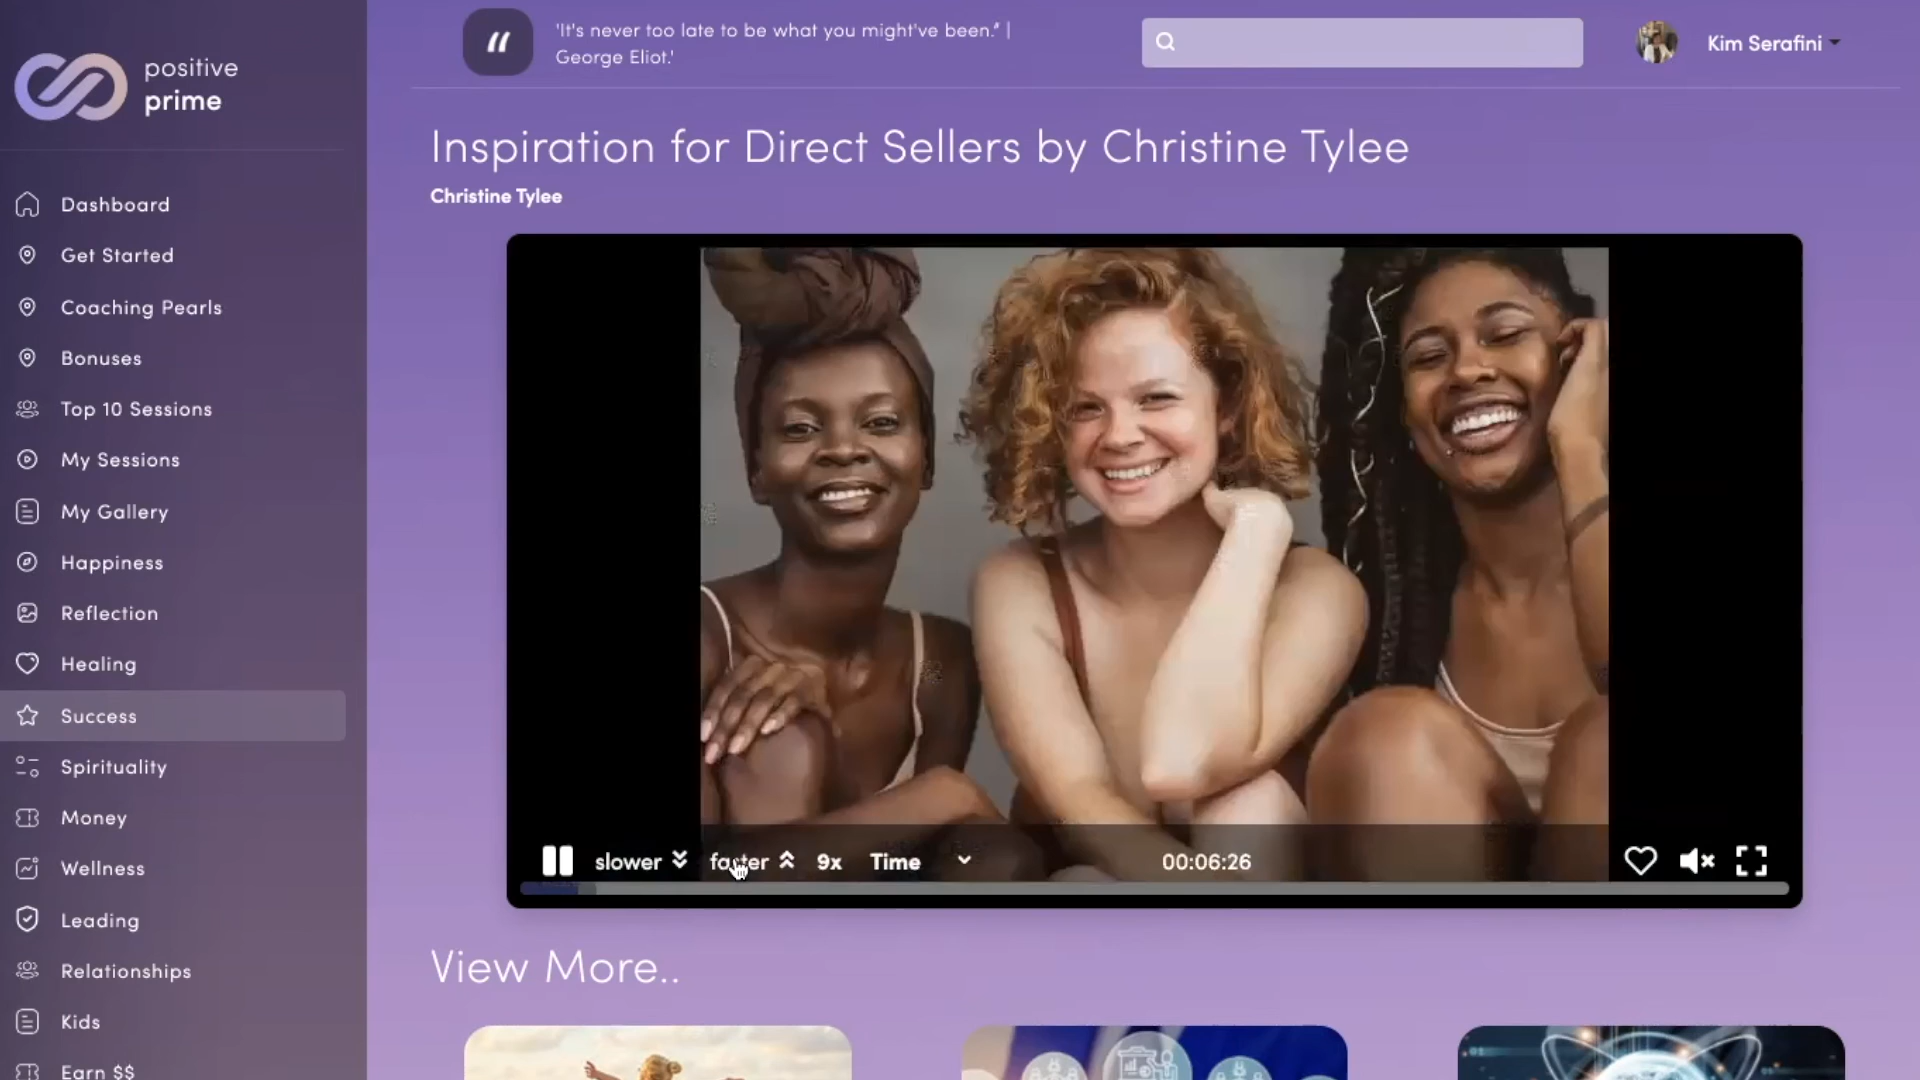 positive
prime
Dashboard
Get Started
Coaching Pearls
Bonuses
Top 10 Sessions
My Sessions
My Gallery
Happiness
Reflection
Healing
Success
Spirituality
Money
Wellness
Leading
Relationships
Kids
Earn $$
'It's never too late to be what you might've been.” |
George Eliot.'
Kim Serafini
Inspiration for Direct Sellers by Christine Tylee
Christine Tylee
slower faster 9x Time 00:06:26
View More..